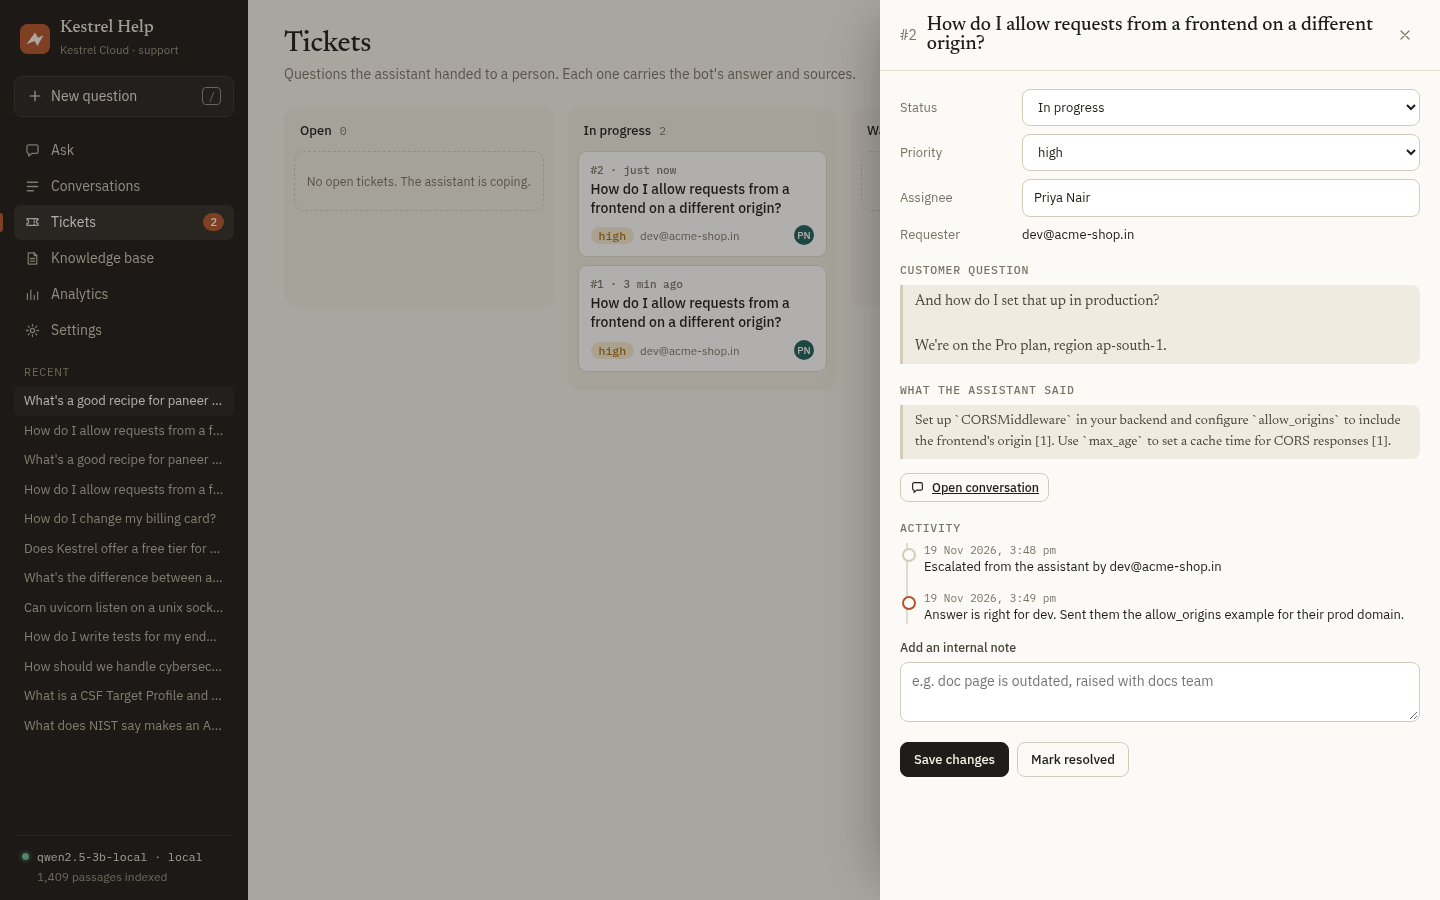 Kestrel Help
Kestrel Cloud · support
New question
/
Ask
Conversations
Tickets
2
Knowledge base
Analytics
Settings
RECENT
What's a good recipe for paneer ...
How do I allow requests from a f...
What's a good recipe for paneer ...
How do I allow requests from a f...
How do I change my billing card?
Does Kestrel offer a free tier for ...
What's the difference between a...
Can uvicorn listen on a unix sock...
How do I write tests for my end...
How should we handle cybersec...
What is a CSF Target Profile and ...
What does NIST say makes an A...
qwen2.5-3b-local · local
1,409 passages indexed
Tickets
Questions the assistant handed to a person. Each one carries the bot's answer and sources.
Open 0
No open tickets. The assistant is coping.
In progress 2
#2 · just now
How do I allow requests from a
frontend on a different origin?
high dev@acme-shop.in PN
#1 · 3 min ago
How do I allow requests from a
frontend on a different origin?
high dev@acme-shop.in PN
#2 How do I allow requests from a frontend on a different
origin?
Status In progress
Priority high
Assignee Priya Nair
Requester dev@acme-shop.in
CUSTOMER QUESTION
And how do I set that up in production?
We're on the Pro plan, region ap-south-1.
WHAT THE ASSISTANT SAID
Set up `CORSMiddleware` in your backend and configure `allow_origins` to include
the frontend's origin [1]. Use `max_age` to set a cache time for CORS responses [1].
Open conversation
ACTIVITY
19 Nov 2026, 3:48 pm
Escalated from the assistant by dev@acme-shop.in
19 Nov 2026, 3:49 pm
Answer is right for dev. Sent them the allow_origins example for their prod domain.
Add an internal note
e.g. doc page is outdated, raised with docs team
Save changes
Mark resolved